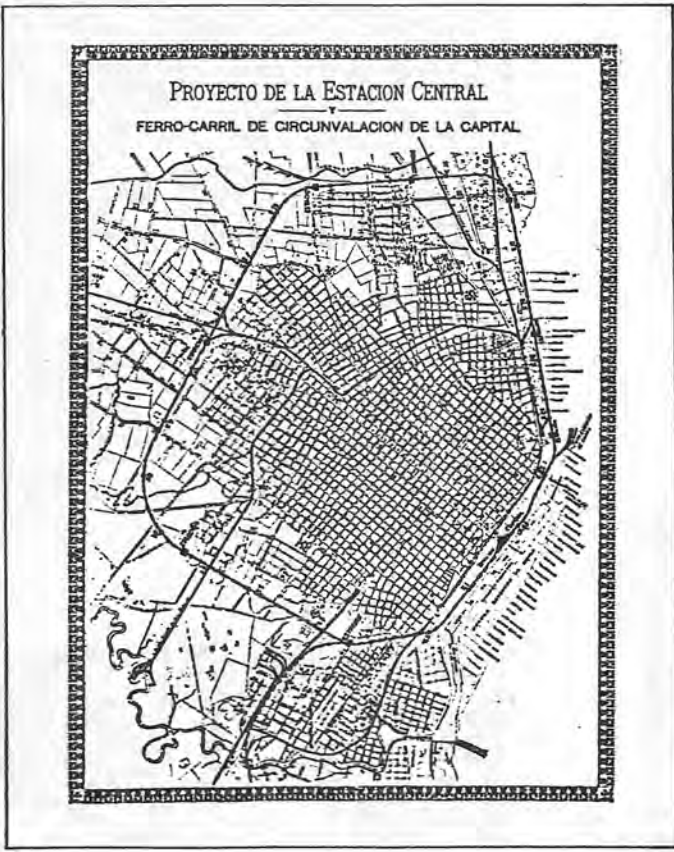 PROYECTO DE LA ESTACION CENTRAL
Y
FERRO-CARRIL DE CIRCUNVALACION DE LA CAPITAL